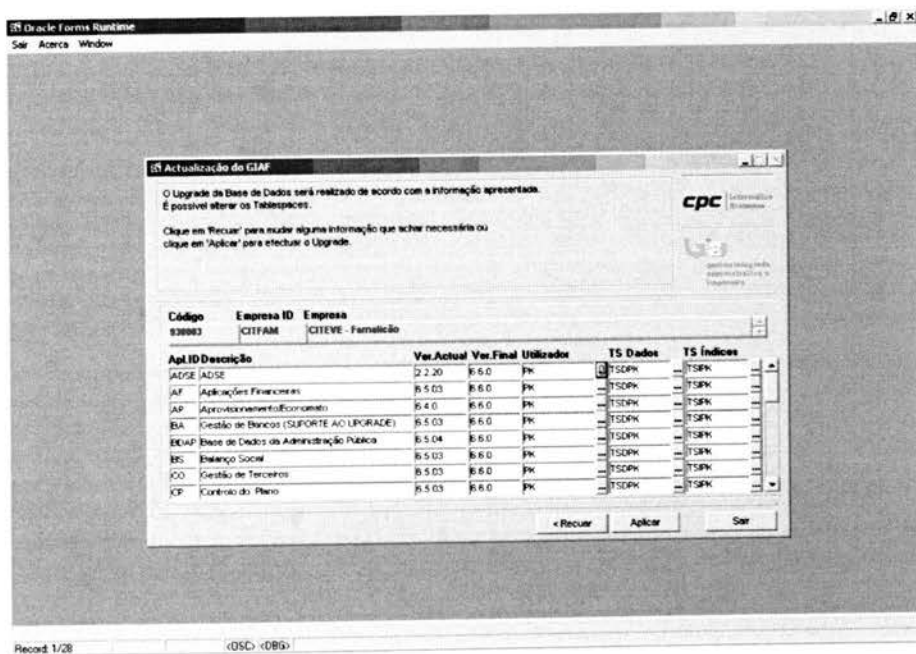 Oracle Forms Runtime
Sair Acerca Window
Actualização do GIAF
O Upgrade da Base de Dados será realizado de acordo com a informação apresentada.
É possível alterar os Tablespaces.
Clique em 'Recuar' para mudar alguma informação que achar necessária ou
clique em 'Aplicar' para efectuar o Upgrade.
cpc
Código Empresa ID Empresa
930003 CITFAM CITEVE - Famalicão
Apl.ID Descrição Ver.Actual Ver.Final Utilizador TS Dados TS Índices
ADSE ADSE 2.2.20 6.6.0 PK ... TSDPK ... TSIPK ...
AF Aplicações Financeiras 6.5.03 6.6.0 PK ... TSDPK ... TSIPK ...
AP Aprovisionamento/Economato 6.4.0 6.6.0 PK ... TSDPK ... TSIPK ...
BA Gestão de Bancos (SUPORTE AO UPGRADE) 6.5.03 6.6.0 PK ... TSDPK ... TSIPK ...
BDAP Base de Dados da Administração Pública 6.5.04 6.6.0 PK ... TSDPK ... TSIPK ...
BS Balanço Social 6.5.03 6.6.0 PK ... TSDPK ... TSIPK ...
CO Gestão de Terceiros 6.5.03 6.6.0 PK ... TSDPK ... TSIPK ...
CP Controlo do Plano 6.5.03 6.6.0 PK ... TSDPK ... TSIPK ...
< Recuar Aplicar Sair
Record: 1/28 <OSC> <DBG>